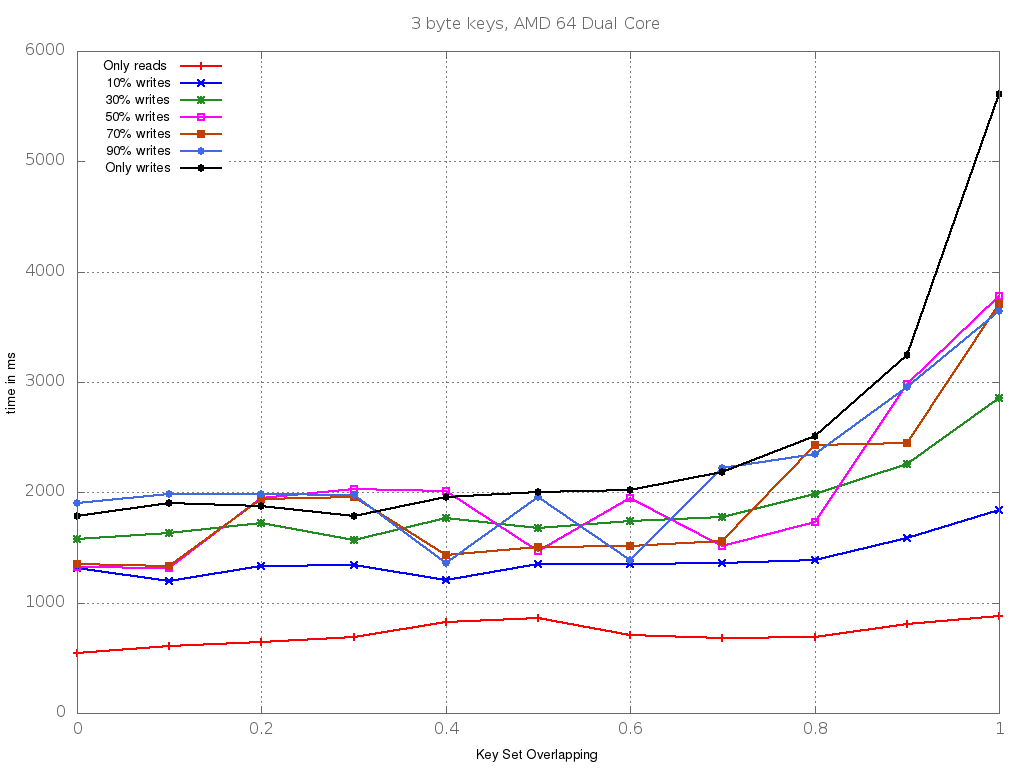 3 byte keys, AMD 64 Dual Core
6000
5000
4000
3000
2000
1000
0
time in ms
Only reads
10% writes
30% writes
50% writes
70% writes
90% writes
Only writes
0 0.2 0.4 0.6 0.8 1
Key Set Overlapping